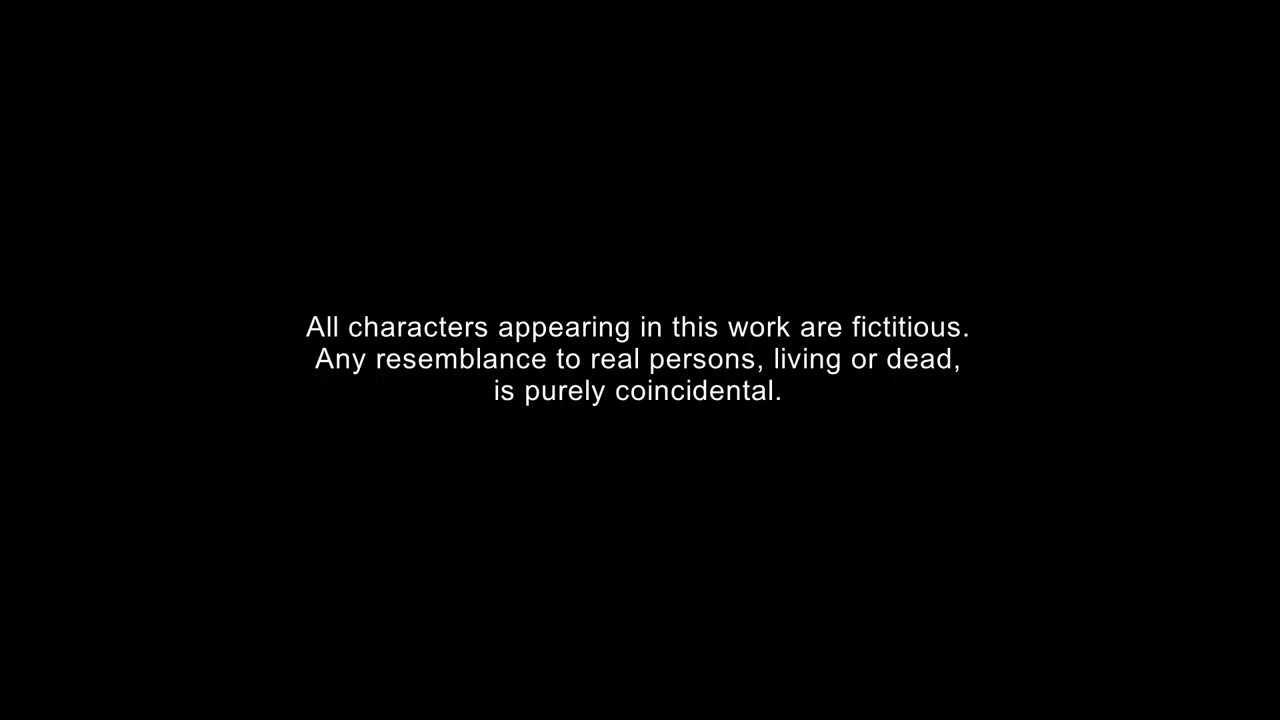 All characters appearing in this work are fictitious.
Any resemblance to real persons, living or dead,
is purely coincidental.